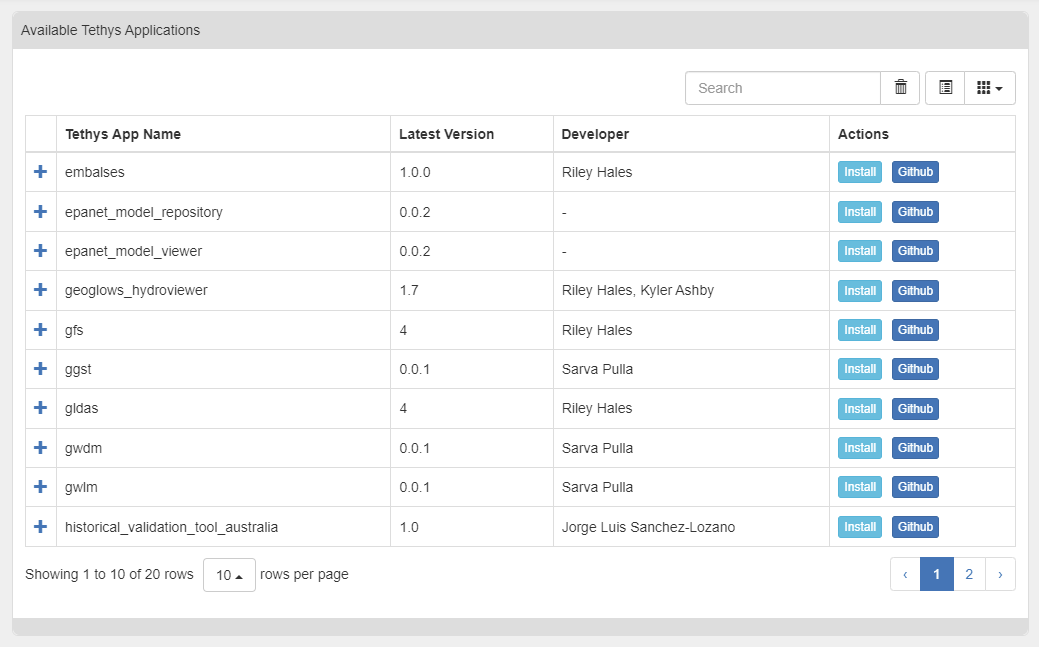 Available Tethys Applications
Search
Tethys App Name Latest Version Developer Actions
embalses 1.0.0 Riley Hales Install Github
epanet_model_repository 0.0.2 - Install Github
epanet_model_viewer 0.0.2 - Install Github
geoglows_hydroviewer 1.7 Riley Hales, Kyler Ashby Install Github
gfs 4 Riley Hales Install Github
ggst 0.0.1 Sarva Pulla Install Github
gldas 4 Riley Hales Install Github
gwdm 0.0.1 Sarva Pulla Install Github
gwlm 0.0.1 Sarva Pulla Install Github
historical_validation_tool_australia 1.0 Jorge Luis Sanchez-Lozano Install Github
Showing 1 to 10 of 20 rows 10 rows per page ‹ 1 2 ›